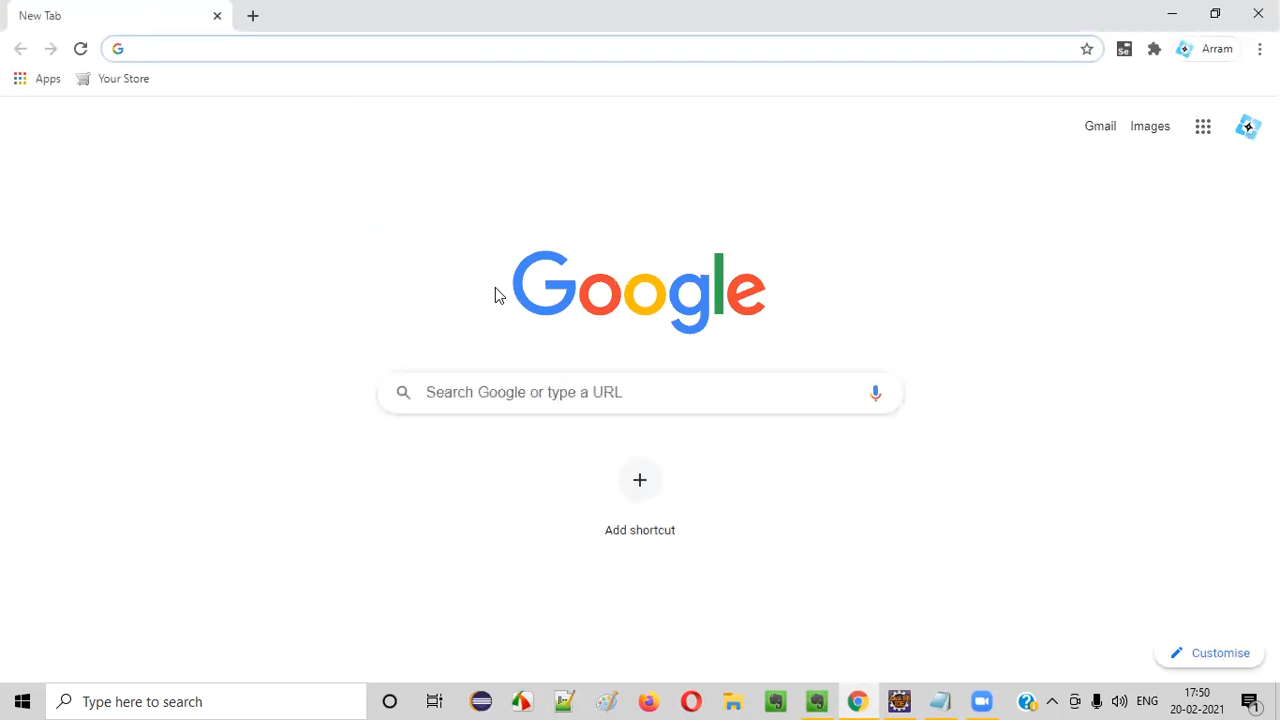 New Tab
Arram
Apps Your Store
Gmail Images
Google
Search Google or type a URL
Add shortcut
Customise
Type here to search
ENG
17:50
20-02-2021